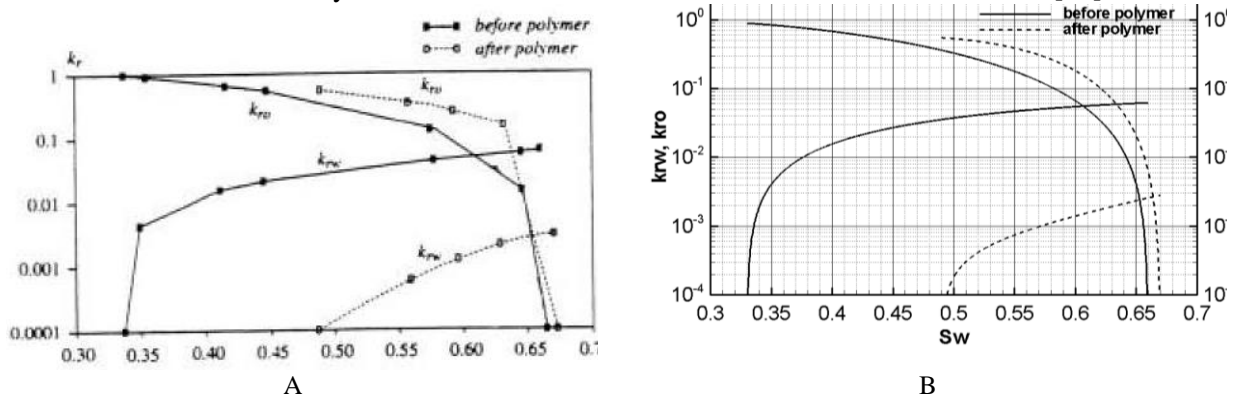 before polymer
after polymer
kr
1
0.1
0.01
0.001
0.0001
kro
kro
krw
krw
0.30 0.35 0.40 0.45 0.50 0.55 0.60 0.65
A
before polymer
after polymer
10^0
10^-1
10^-2
10^-3
10^-4
krw, kro
0.3 0.35 0.4 0.45 0.5 0.55 0.6 0.65 0.7
Sw
B